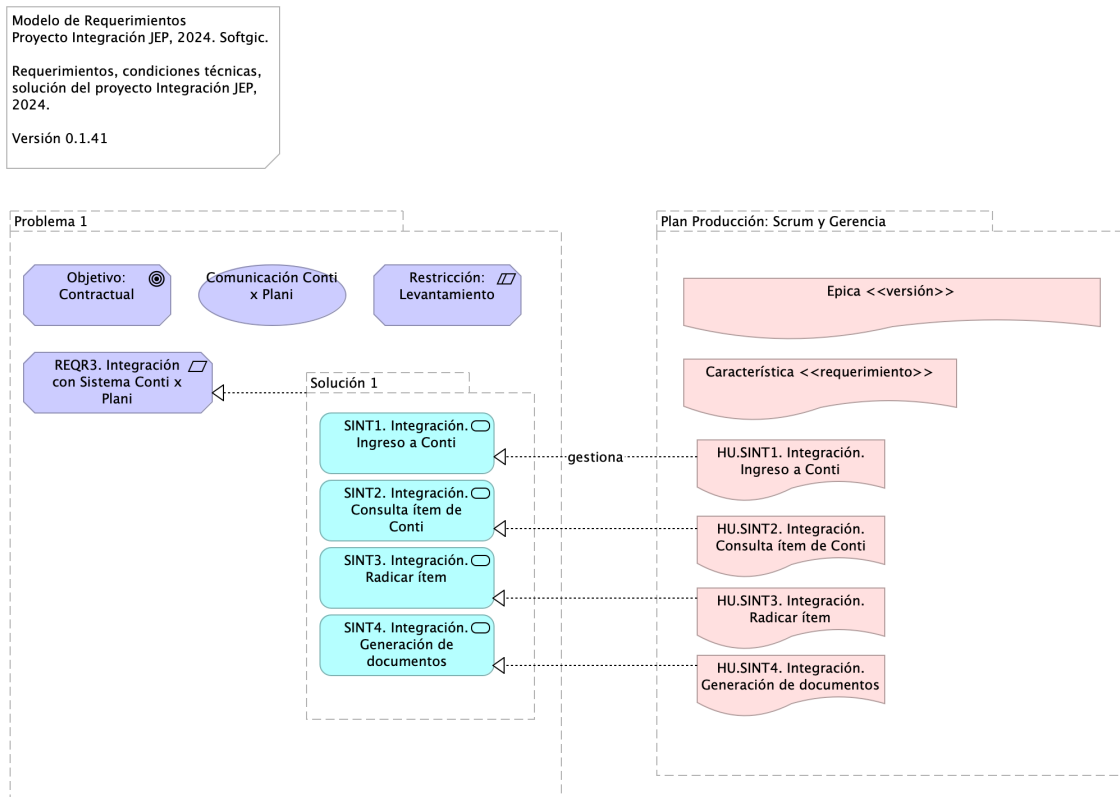 Modelo de Requerimientos
Proyecto Integración JEP, 2024. Softgic.
Requerimientos, condiciones técnicas,
solución del proyecto Integración JEP,
2024.
Versión 0.1.41
Problema 1
Objetivo:
Contractual
Comunicación Conti
x Plani
Restricción:
Levantamiento
REQR3. Integración
con Sistema Conti x
Plani
Solución 1
SINT1. Integración.
Ingreso a Conti
SINT2. Integración.
Consulta ítem de
Conti
SINT3. Integración.
Radicar ítem
SINT4. Integración.
Generación de
documentos
gestiona
Plan Producción: Scrum y Gerencia
Epica <<versión>>
Característica <<requerimiento>>
HU.SINT1. Integración.
Ingreso a Conti
HU.SINT2. Integración.
Consulta ítem de Conti
HU.SINT3. Integración.
Radicar ítem
HU.SINT4. Integración.
Generación de documentos